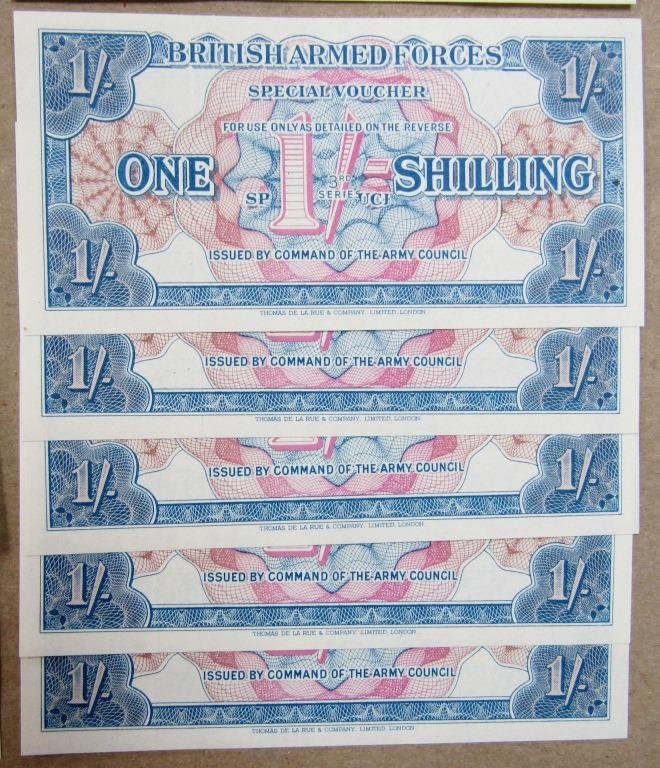 1/- 1/-
BRITISH ARMED FORCES
SPECIAL VOUCHER
FOR USE ONLY AS DETAILED ON THE REVERSE
ONE 1/- SHILLING
3RD
SP SERIE UCI
ISSUED BY COMMAND OF THE ARMY COUNCIL
1/- 1/-
THOMAS DE LA RUE & COMPANY, LIMITED, LONDON.
ISSUED BY COMMAND OF THE ARMY COUNCIL
1/- 1/-
THOMAS DE LA RUE & COMPANY, LIMITED, LONDON.
ISSUED BY COMMAND OF THE ARMY COUNCIL
1/- 1/-
THOMAS DE LA RUE & COMPANY, LIMITED, LONDON.
ISSUED BY COMMAND OF THE ARMY COUNCIL
1/- 1/-
THOMAS DE LA RUE & COMPANY, LIMITED, LONDON.
ISSUED BY COMMAND OF THE ARMY COUNCIL
1/- 1/-
THOMAS DE LA RUE & COMPANY, LIMITED, LONDON.